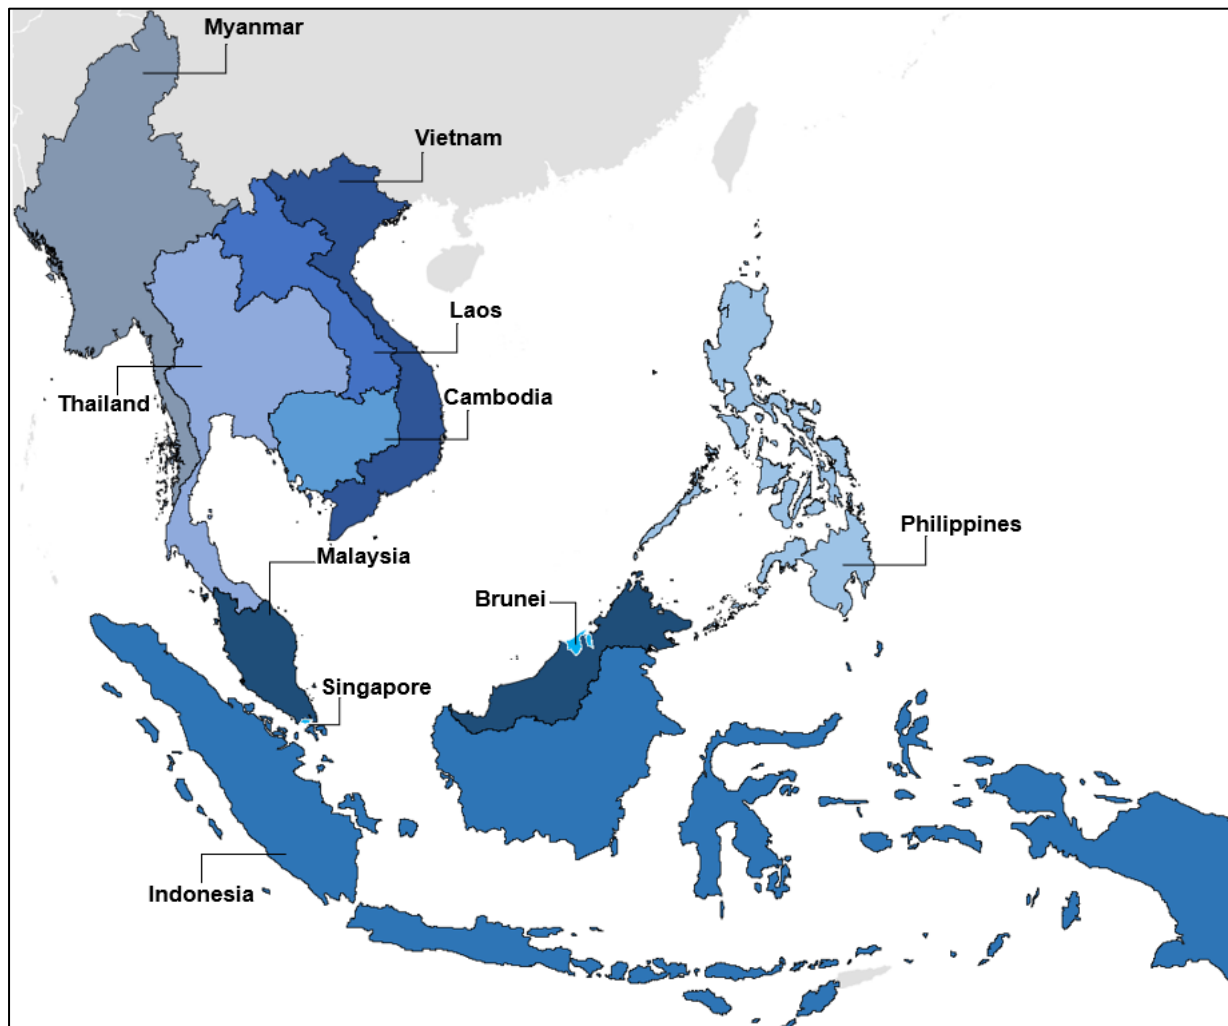 Myanmar
Vietnam
Laos
Thailand
Cambodia
Philippines
Malaysia
Brunei
Singapore
Indonesia